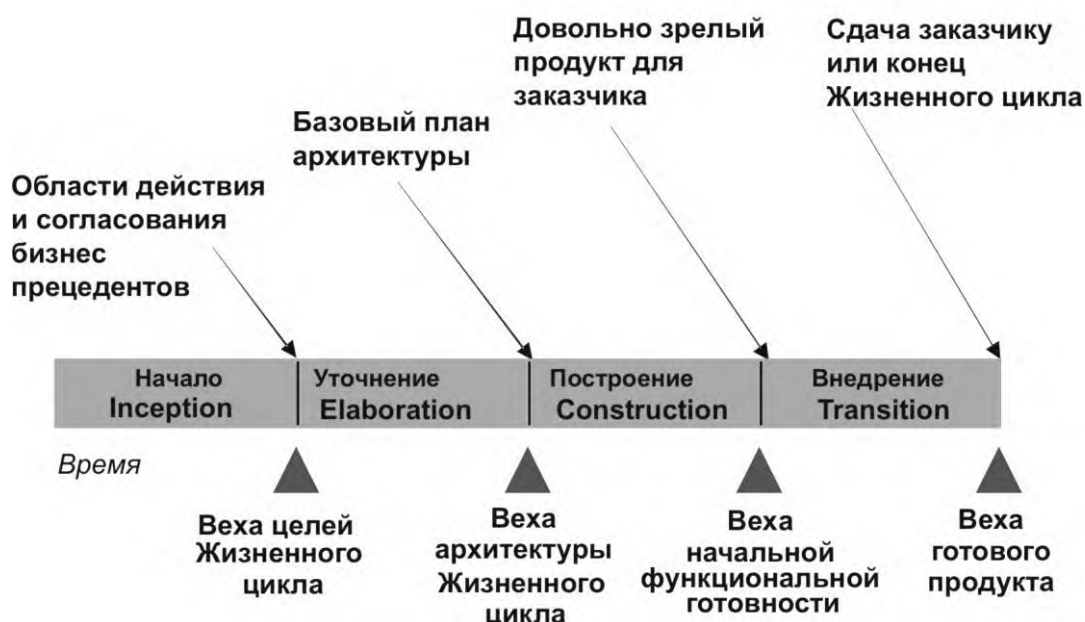 Области действия
и согласования
бизнес
прецедентов
Базовый план
архитектуры
Довольно зрелый
продукт для
заказчика
Сдача заказчику
или конец
Жизненного цикла
Начало
Inception
Уточнение
Elaboration
Построение
Construction
Внедрение
Transition
Время
Веха целей
Жизненного
цикла
Веха
архитектуры
Жизненного
цикла
Веха
начальной
функциональной
готовности
Веха
готового
продукта